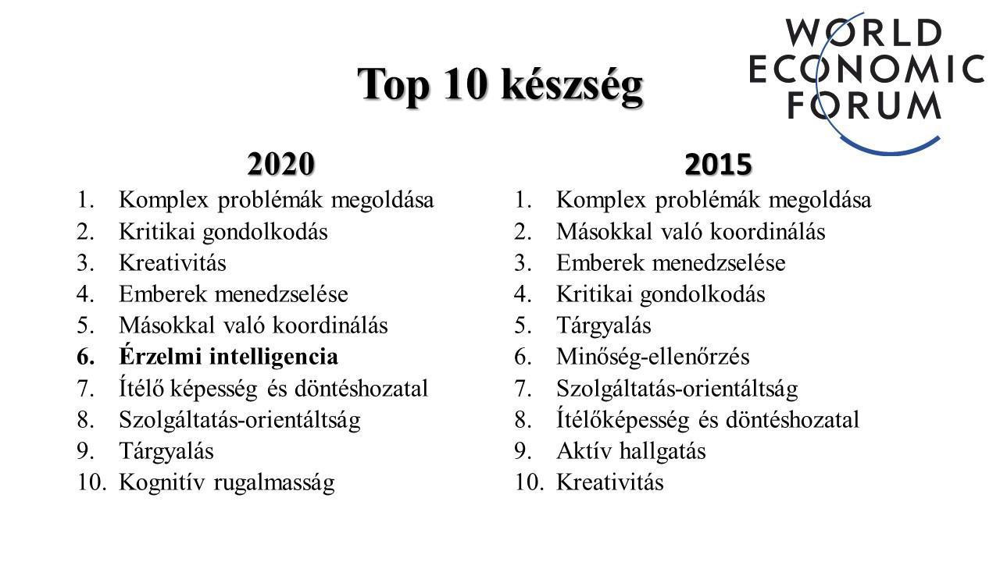 WORLD
ECONOMIC
FORUM
Top 10 készség
2020
1. Komplex problémák megoldása
2. Kritikai gondolkodás
3. Kreativitás
4. Emberek menedzselése
5. Másokkal való koordinálás
6. Érzelmi intelligencia
7. Ítélő képesség és döntéshozatal
8. Szolgáltatás-orientáltság
9. Tárgyalás
10. Kognitív rugalmasság
2015
1. Komplex problémák megoldása
2. Másokkal való koordinálás
3. Emberek menedzselése
4. Kritikai gondolkodás
5. Tárgyalás
6. Minőség-ellenőrzés
7. Szolgáltatás-orientáltság
8. Ítélőképesség és döntéshozatal
9. Aktív hallgatás
10. Kreativitás